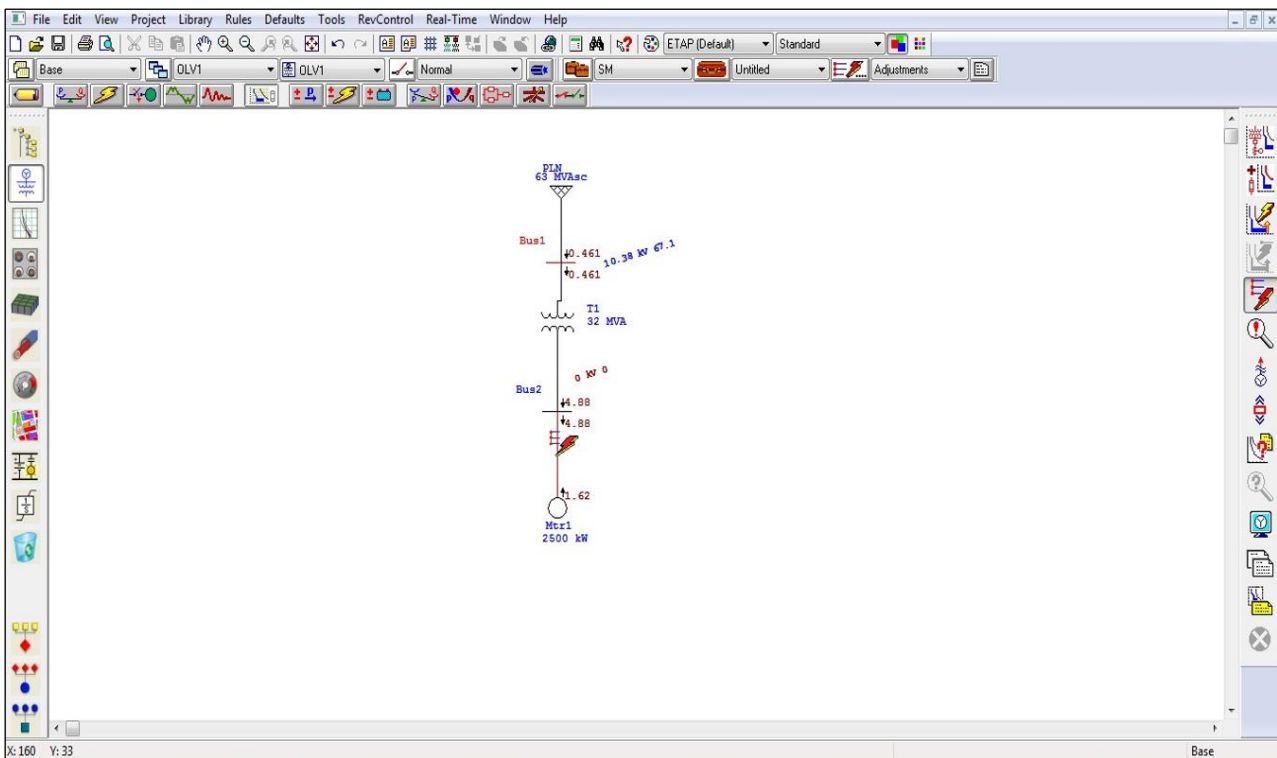 File Edit View Project Library Rules Defaults Tools RevControl Real-Time Window Help
ETAP (Default) Standard
Base OLV1 OLV1 Normal SM Untitled Adjustments
PLN
63 MVAsc
Bus1
0.461
10.38 kV 67.1
0.461
T1
32 MVA
0 kV 0
Bus2
4.88
4.88
1.62
Mtr1
2500 kW
X: 160 Y: 33
Base